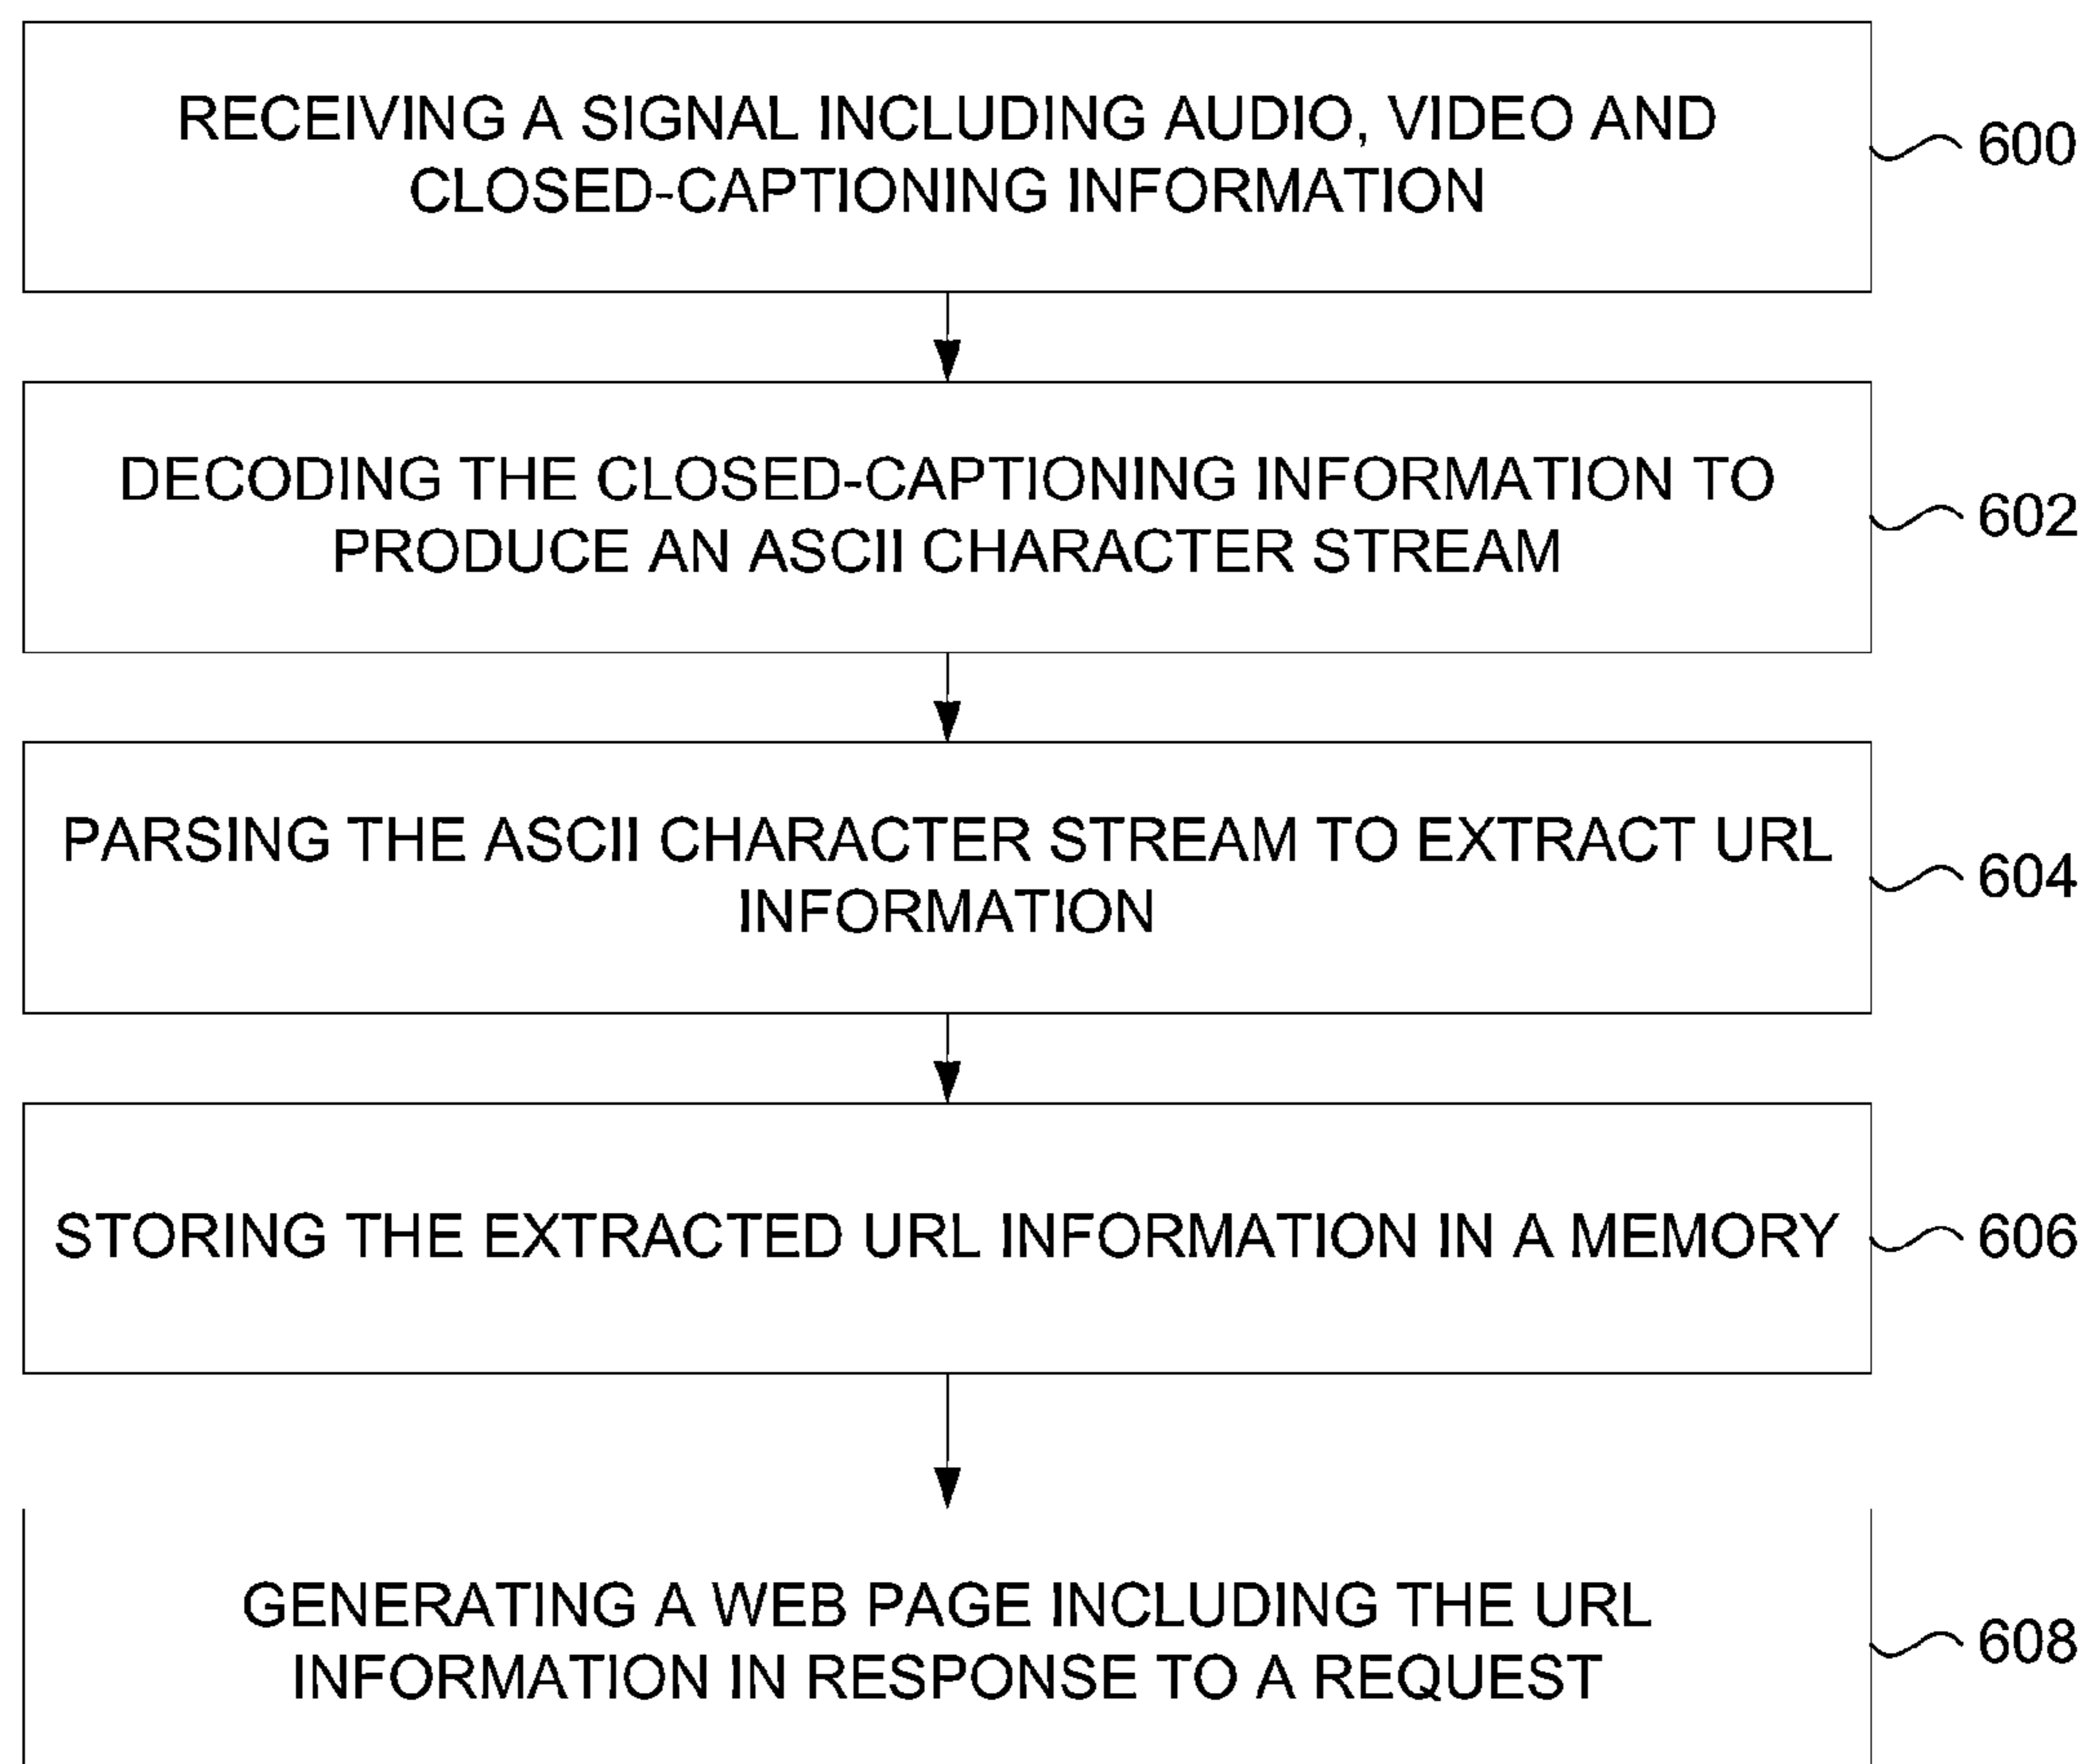 RECEIVING A SIGNAL INCLUDING AUDIO, VIDEO AND
CLOSED-CAPTIONING INFORMATION
600
DECODING THE CLOSED-CAPTIONING INFORMATION TO
PRODUCE AN ASCII CHARACTER STREAM
602
PARSING THE ASCII CHARACTER STREAM TO EXTRACT URL
INFORMATION
604
STORING THE EXTRACTED URL INFORMATION IN A MEMORY
606
GENERATING A WEB PAGE INCLUDING THE URL
INFORMATION IN RESPONSE TO A REQUEST
608